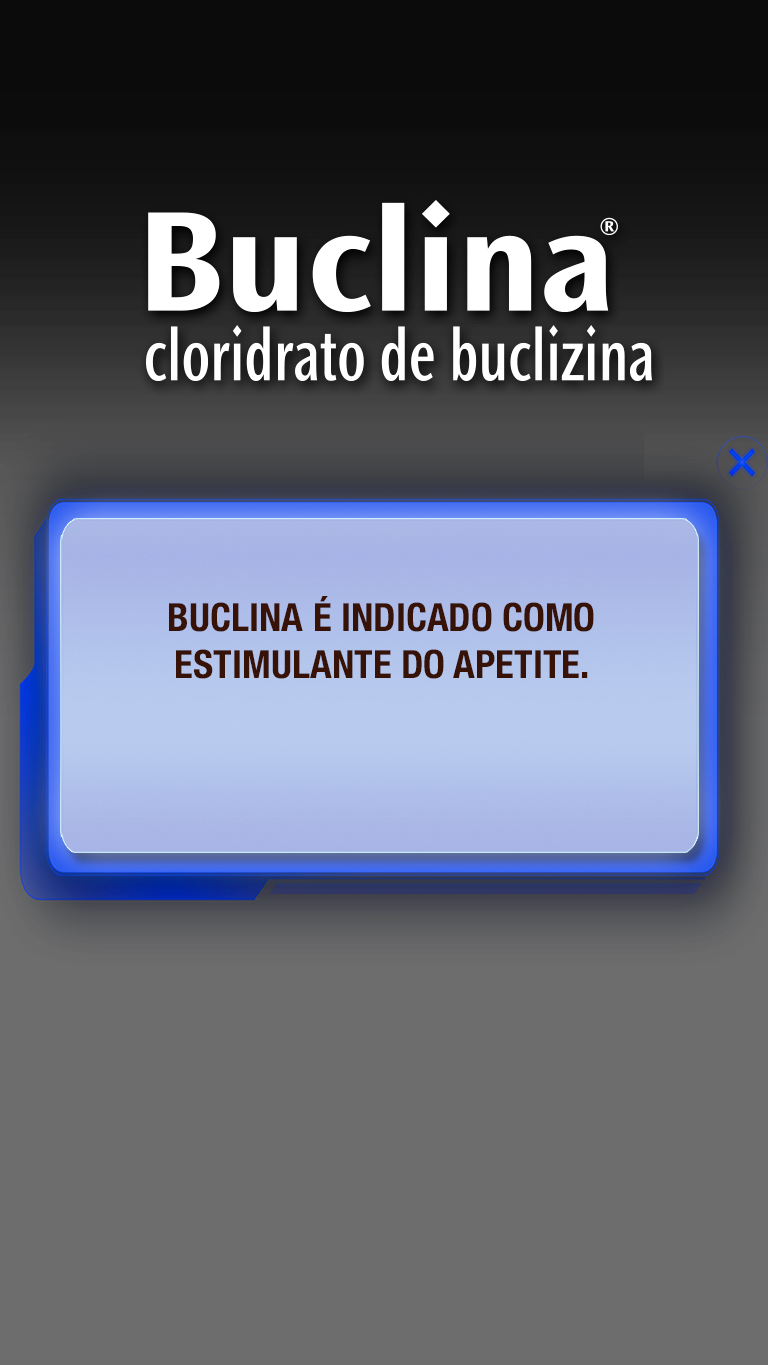 Buclina®
cloridrato de buclizina
BUCLINA É INDICADO COMO
ESTIMULANTE DO APETITE.